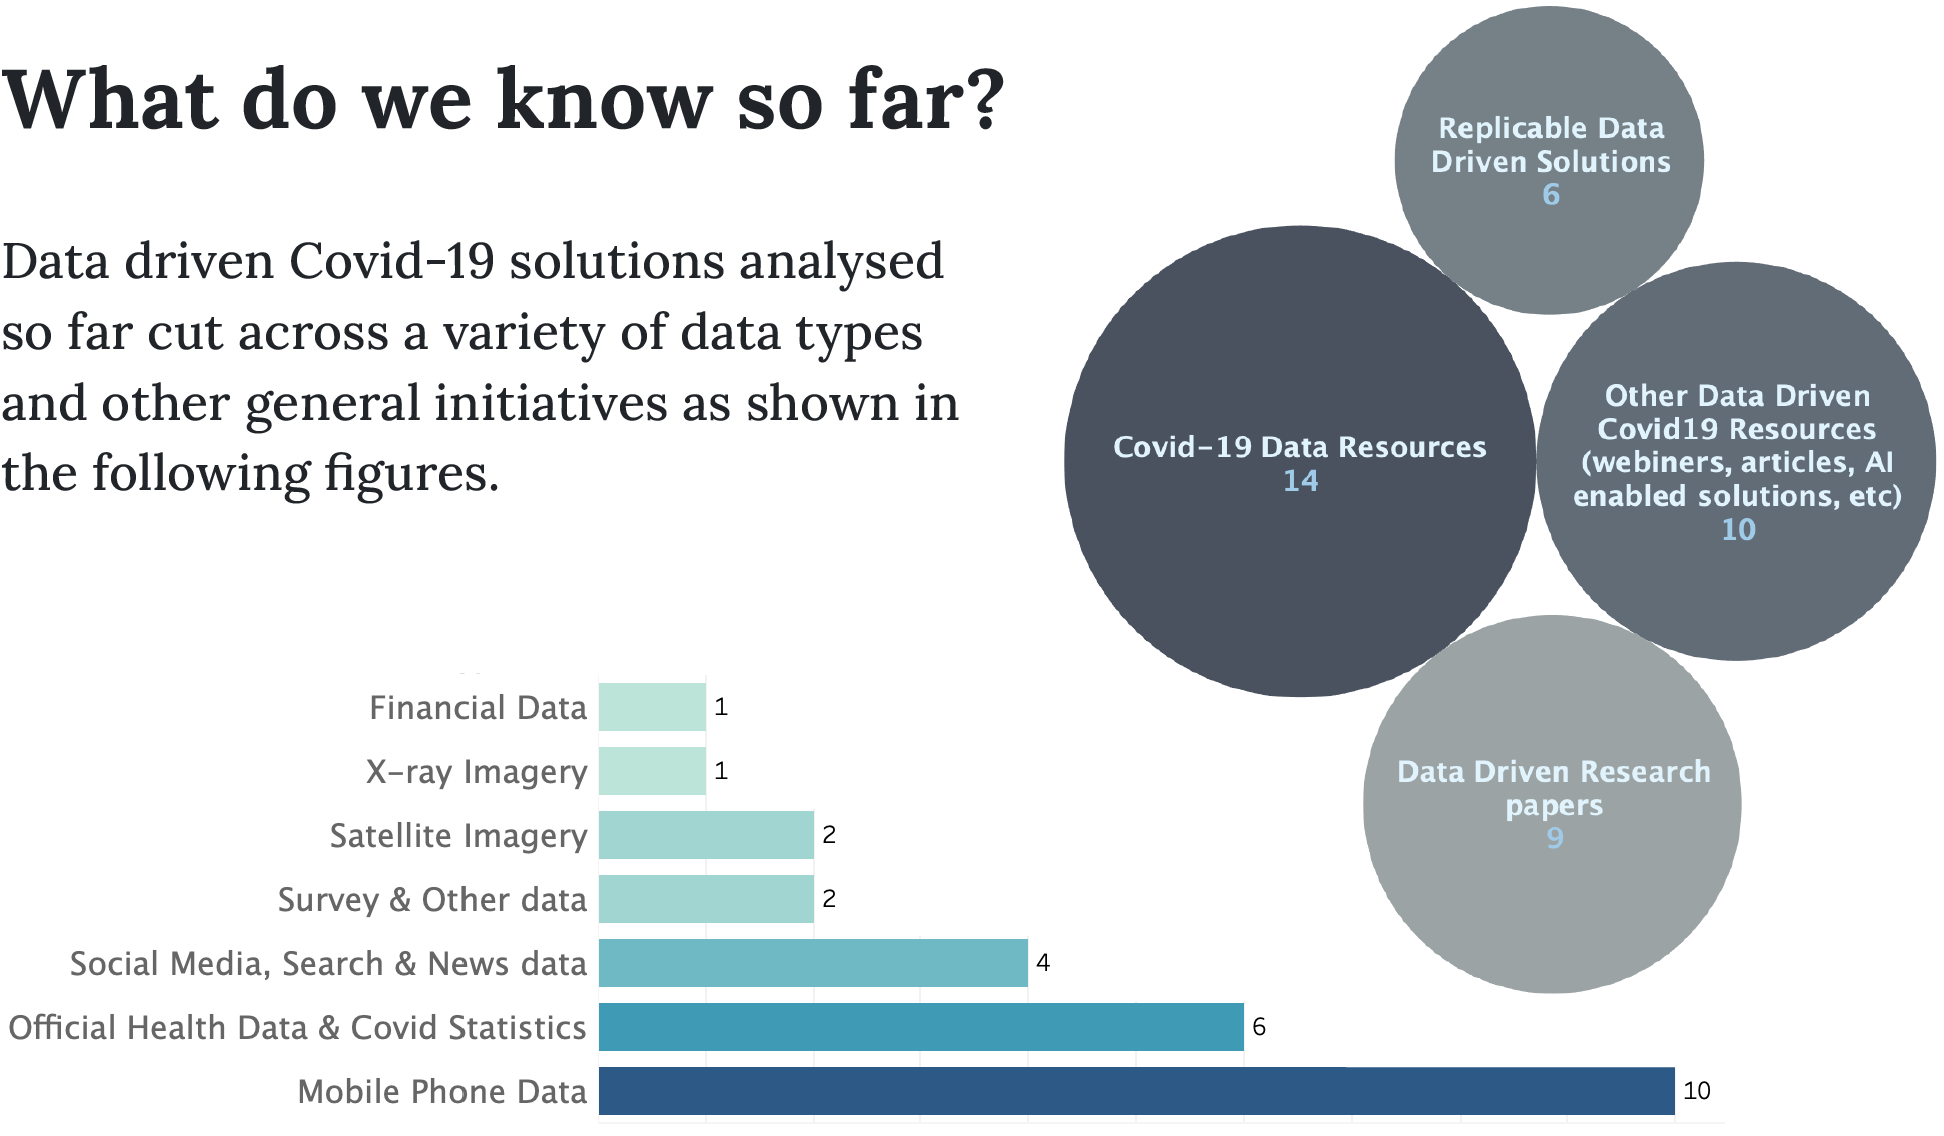 What do we know so far?
Data driven Covid-19 solutions analysed
so far cut across a variety of data types
and other general initiatives as shown in
the following figures.
Replicable Data
Driven Solutions
6
Covid-19 Data Resources
14
Other Data Driven
Covid19 Resources
(webiners, articles, AI
enabled solutions, etc)
10
Data Driven Research
papers
9
Financial Data 1
X-ray Imagery 1
Satellite Imagery 2
Survey & Other data 2
Social Media, Search & News data 4
Official Health Data & Covid Statistics 6
Mobile Phone Data 10